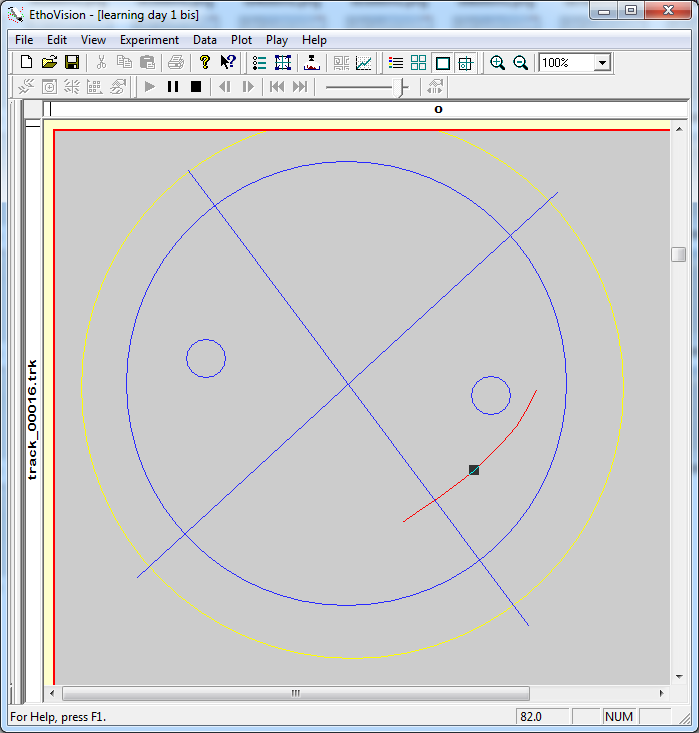 EthoVision - [learning day 1 bis]
File Edit View Experiment Data Plot Play Help
100%
O
track_00016.trk
For Help, press F1.
82.0
NUM